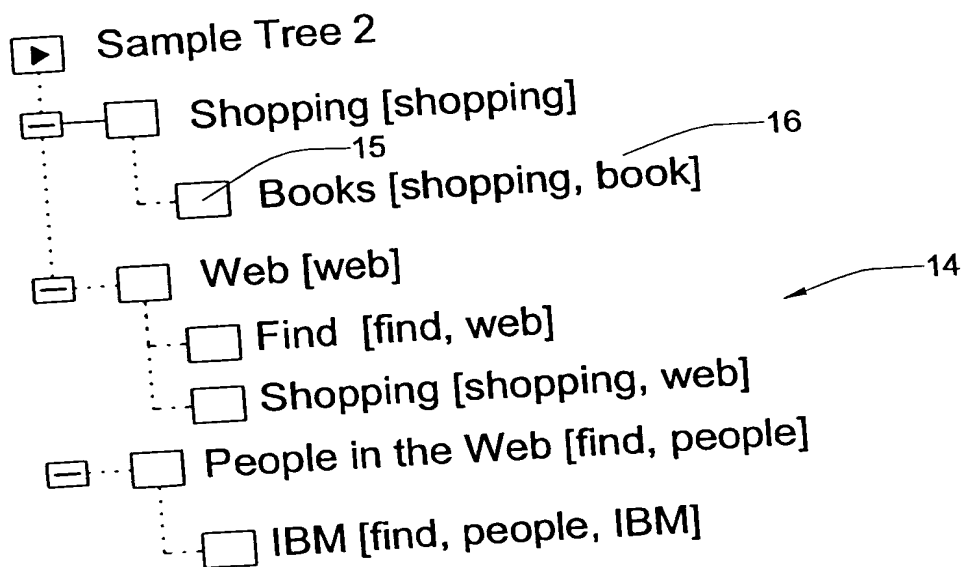 Sample Tree 2
Shopping [shopping]
15
16
Books [shopping, book]
Web [web]
14
Find [find, web]
Shopping [shopping, web]
People in the Web [find, people]
IBM [find, people, IBM]